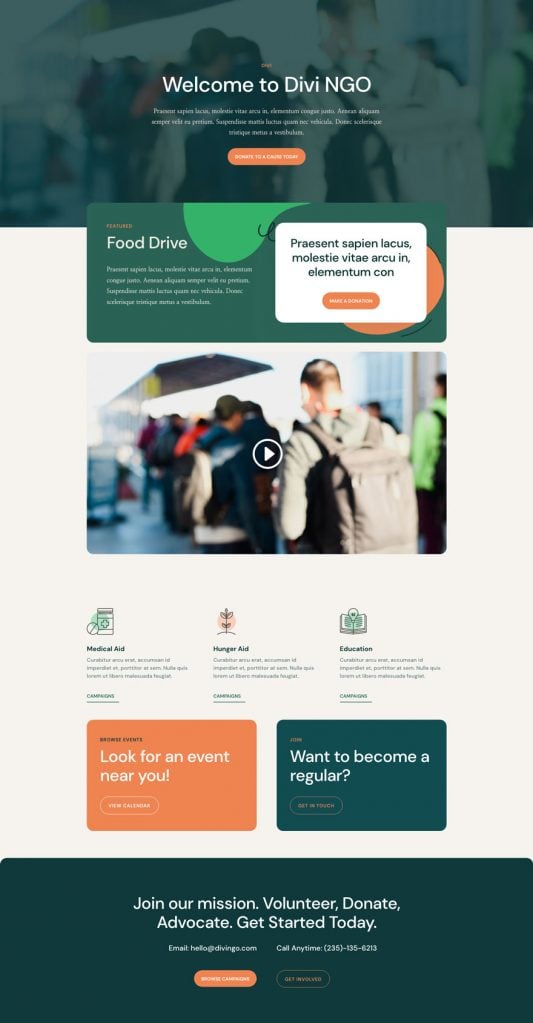 DIVI
Welcome to Divi NGO
Praesent sapien lacus, molestie vitae arcu in, elementum congue justo. Aenean aliquam
semper velit eu pretium. Suspendisse mattis luctus quam nec vehicula. Donec scelerisque
tristique metus a vestibulum.
DONATE TO A CAUSE TODAY
FEATURED
Food Drive
Praesent sapien lacus, molestie vitae arcu in, elementum
congue justo. Aenean aliquam semper velit eu pretium.
Suspendisse mattis luctus quam nec vehicula. Donec
scelerisque tristique metus a vestibulum.
Praesent sapien lacus,
molestie vitae arcu in,
elementum con
MAKE A DONATION
Medical Aid
Curabitur arcu erat, accumsan id
imperdiet et, porttitor at sem. Nulla quis
lorem ut libero malesuada feugiat.
CAMPAIGNS
Hunger Aid
Curabitur arcu erat, accumsan id
imperdiet et, porttitor at sem. Nulla quis
lorem ut libero malesuada feugiat.
CAMPAIGNS
Education
Curabitur arcu erat, accumsan id
imperdiet et, porttitor at sem. Nulla quis
lorem ut libero malesuada feugiat.
CAMPAIGNS
BROWSE EVENTS
Look for an event
near you!
VIEW CALENDAR
JOIN
Want to become a
regular?
GET IN TOUCH
Join our mission. Volunteer, Donate,
Advocate. Get Started Today.
Email: hello@divingo.com
Call Anytime: (235)-135-6213
BROWSE CAMPAIGNS
GET INVOLVED